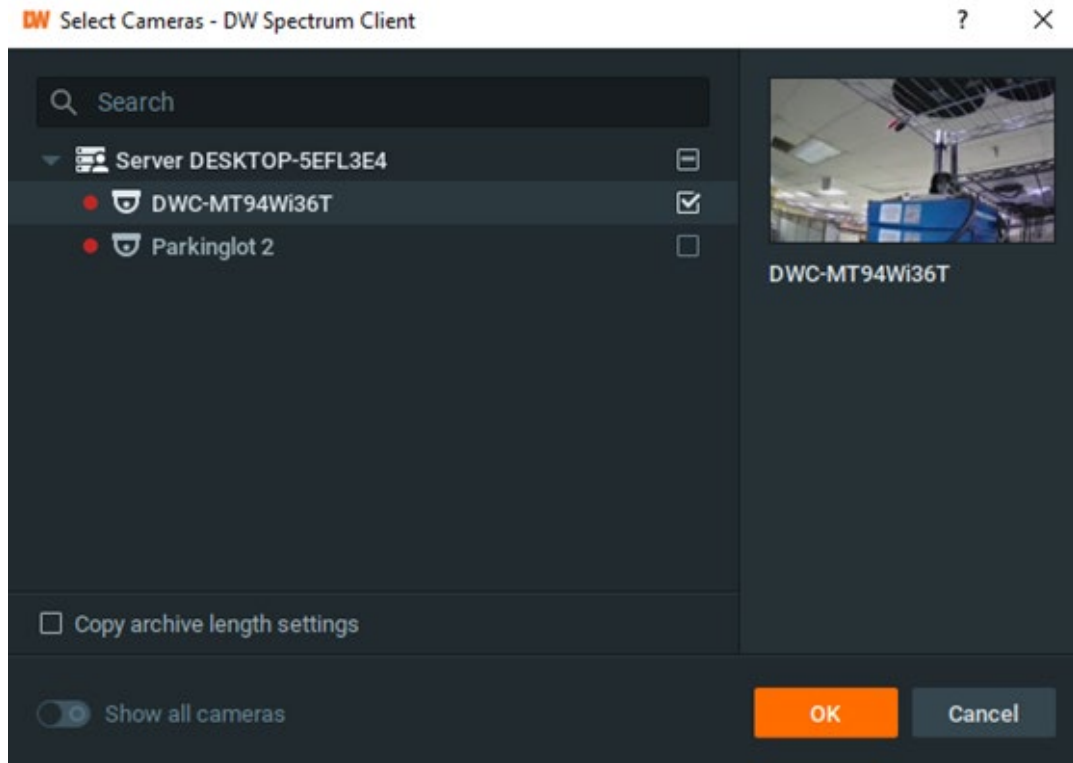 DW Select Cameras - DW Spectrum Client ?
Search
Server DESKTOP-5EFL3E4
DWC-MT94Wi36T
Parkinglot 2
DWC-MT94Wi36T
Copy archive length settings
Show all cameras
OK Cancel